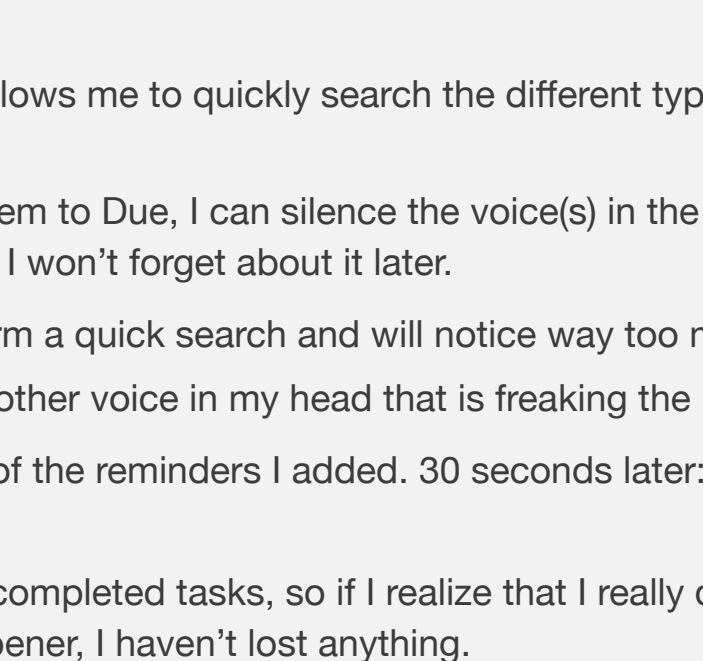 lows me to quickly search the different typ
em to Due, I can silence the voice(s) in the
I won’t forget about it later.
rm a quick search and will notice way too
other voice in my head that is freaking the
of the reminders I added. 30 seconds later:
completed tasks, so if I realize that I really
pener, I haven’t lost anything.